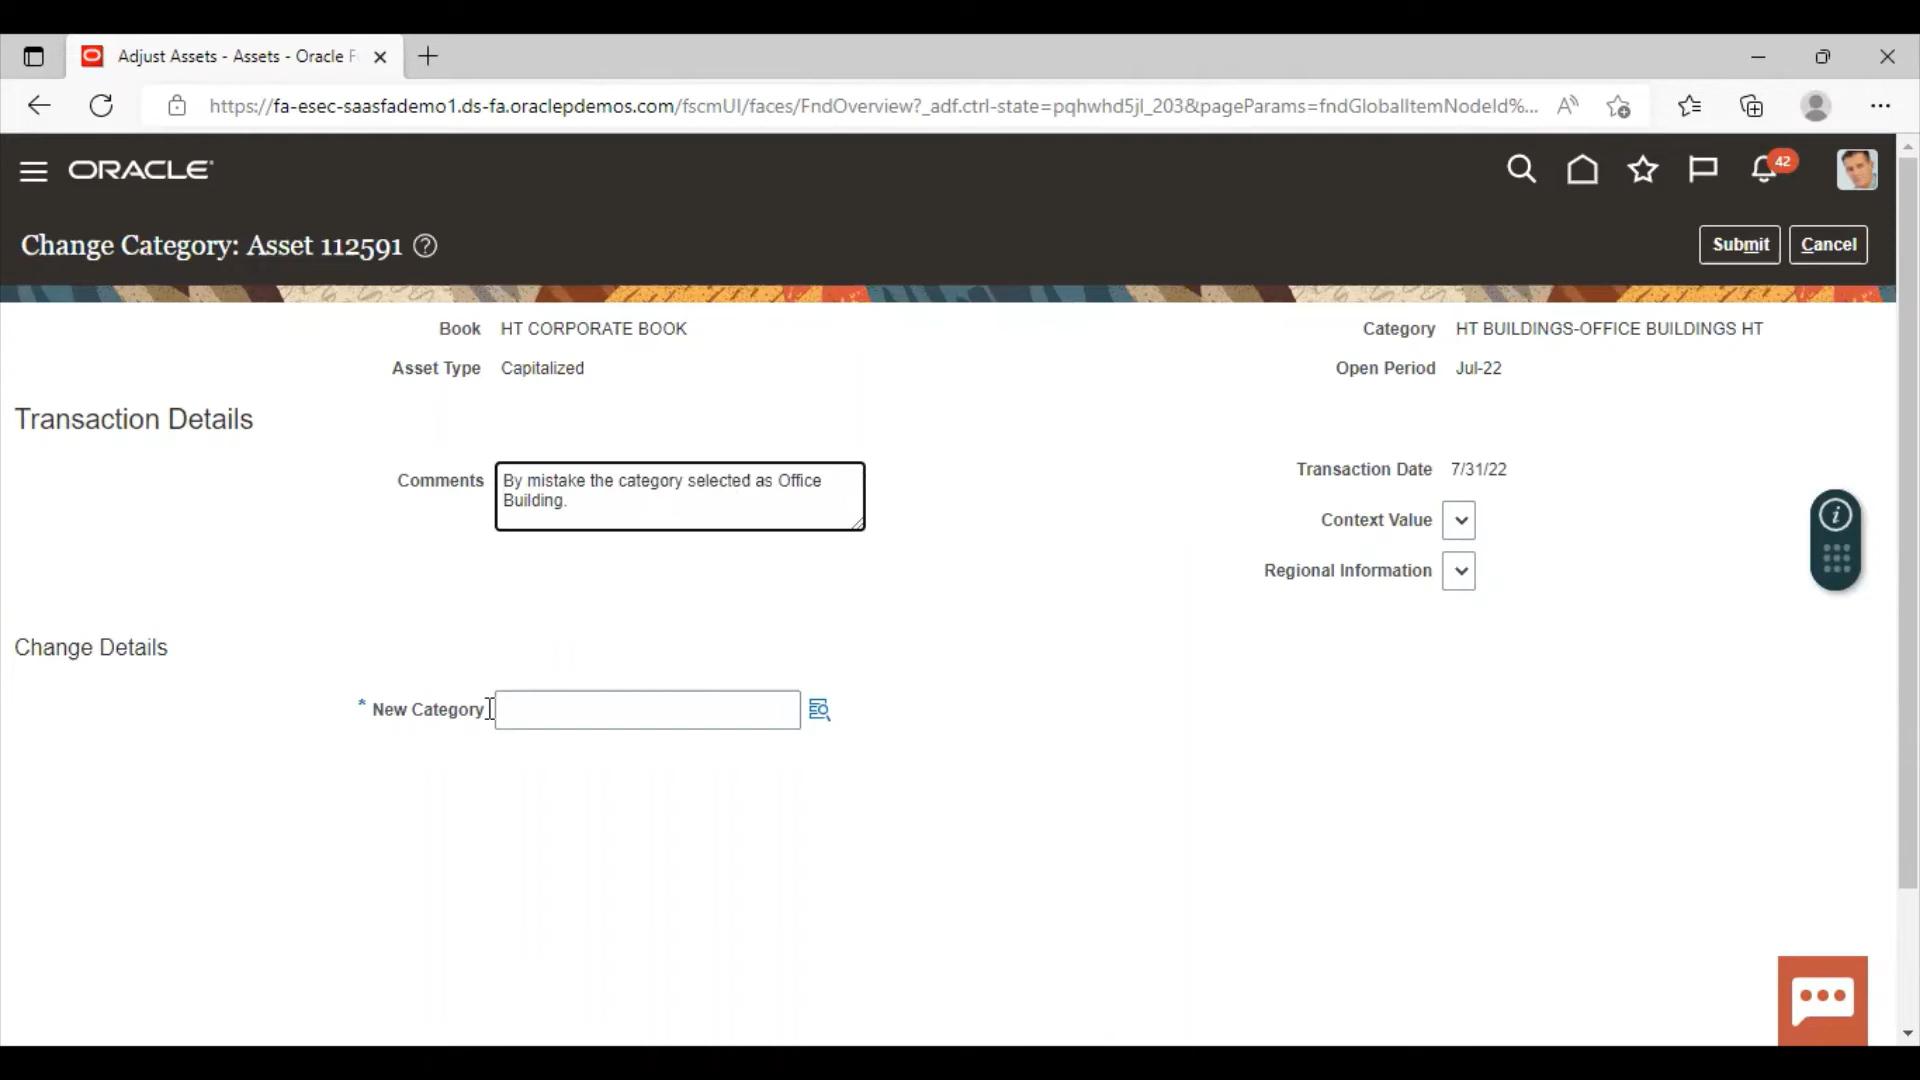 Adjust Assets - Assets - Oracle F
https://fa-esec-saasfademo1.ds-fa.oraclepdemos.com/fscmUI/faces/FndOverview?_adf.ctrl-state=pqhwhd5jl_203&pageParams=fndGlobalItemNodeId%...
ORACLE
42
Change Category: Asset 112591
Submit Cancel
Book HT CORPORATE BOOK
Category HT BUILDINGS-OFFICE BUILDINGS HT
Asset Type Capitalized
Open Period Jul-22
Transaction Details
Comments By mistake the category selected as Office
Building.
Transaction Date 7/31/22
Context Value
Regional Information
Change Details
* New Category